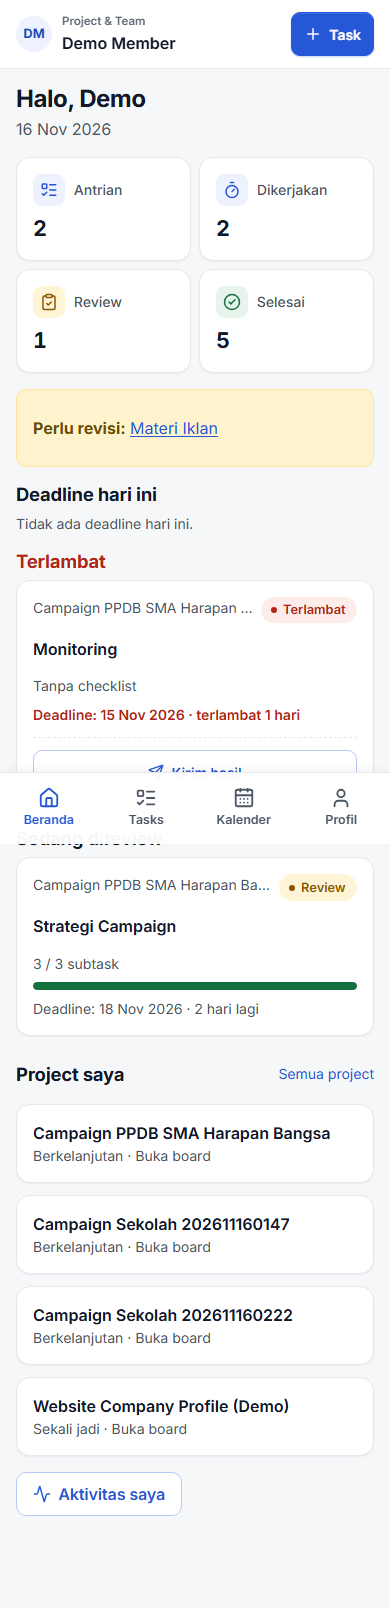 DM
Project & Team
Demo Member
Task
Halo, Demo
16 Nov 2026
Antrian
2
Dikerjakan
2
Review
1
Selesai
5
Perlu revisi: Materi Iklan
Deadline hari ini
Tidak ada deadline hari ini.
Terlambat
Campaign PPDB SMA Harapan ...
Terlambat
Monitoring
Tanpa checklist
Deadline: 15 Nov 2026 · terlambat 1 hari
Kirim hasil
Beranda
Tasks
Kalender
Profil
Sedang direview
Campaign PPDB SMA Harapan Ba...
Review
Strategi Campaign
3 / 3 subtask
Deadline: 18 Nov 2026 · 2 hari lagi
Project saya
Semua project
Campaign PPDB SMA Harapan Bangsa
Berkelanjutan · Buka board
Campaign Sekolah 202611160147
Berkelanjutan · Buka board
Campaign Sekolah 202611160222
Berkelanjutan · Buka board
Website Company Profile (Demo)
Sekali jadi · Buka board
Aktivitas saya